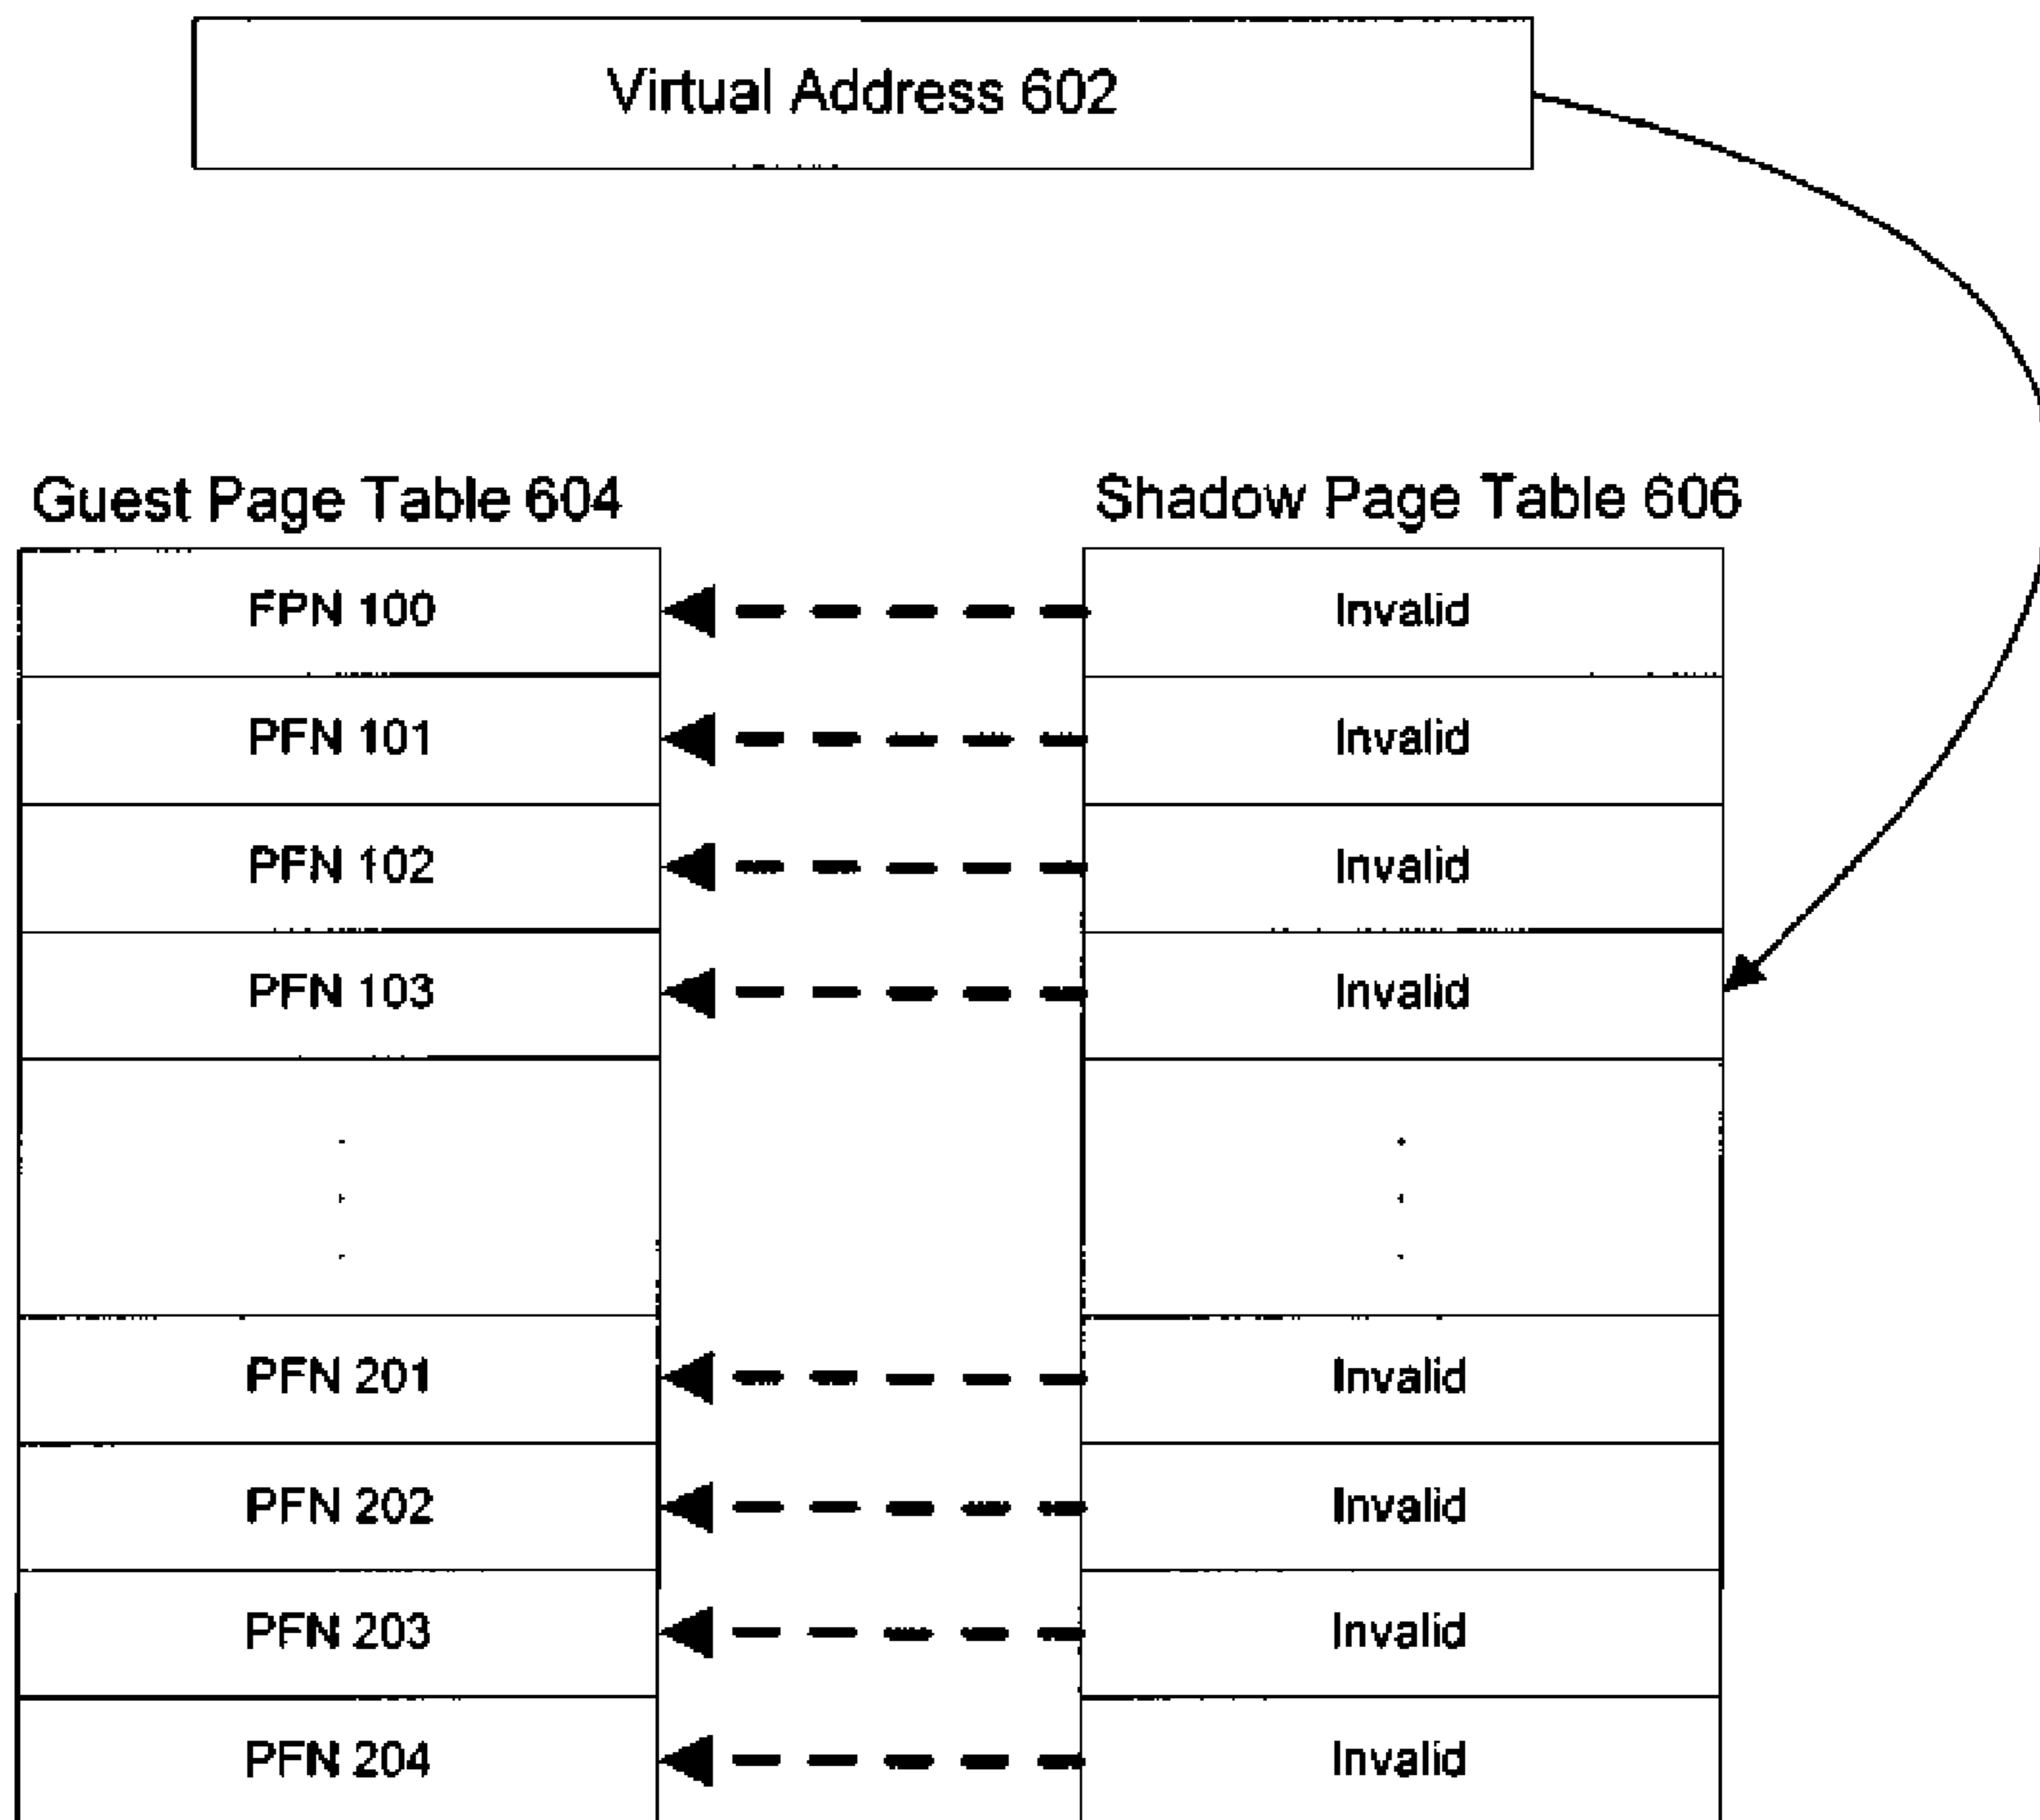 Virtual Address 602
Guest Page Table 604
Shadow Page Table 606
FPN 100
Invalid
PFN 101
Invalid
PFN 102
Invalid
PFN 103
Invalid
PFN 201
Invalid
PFN 202
Invalid
PFN 203
Invalid
PFN 204
Invalid